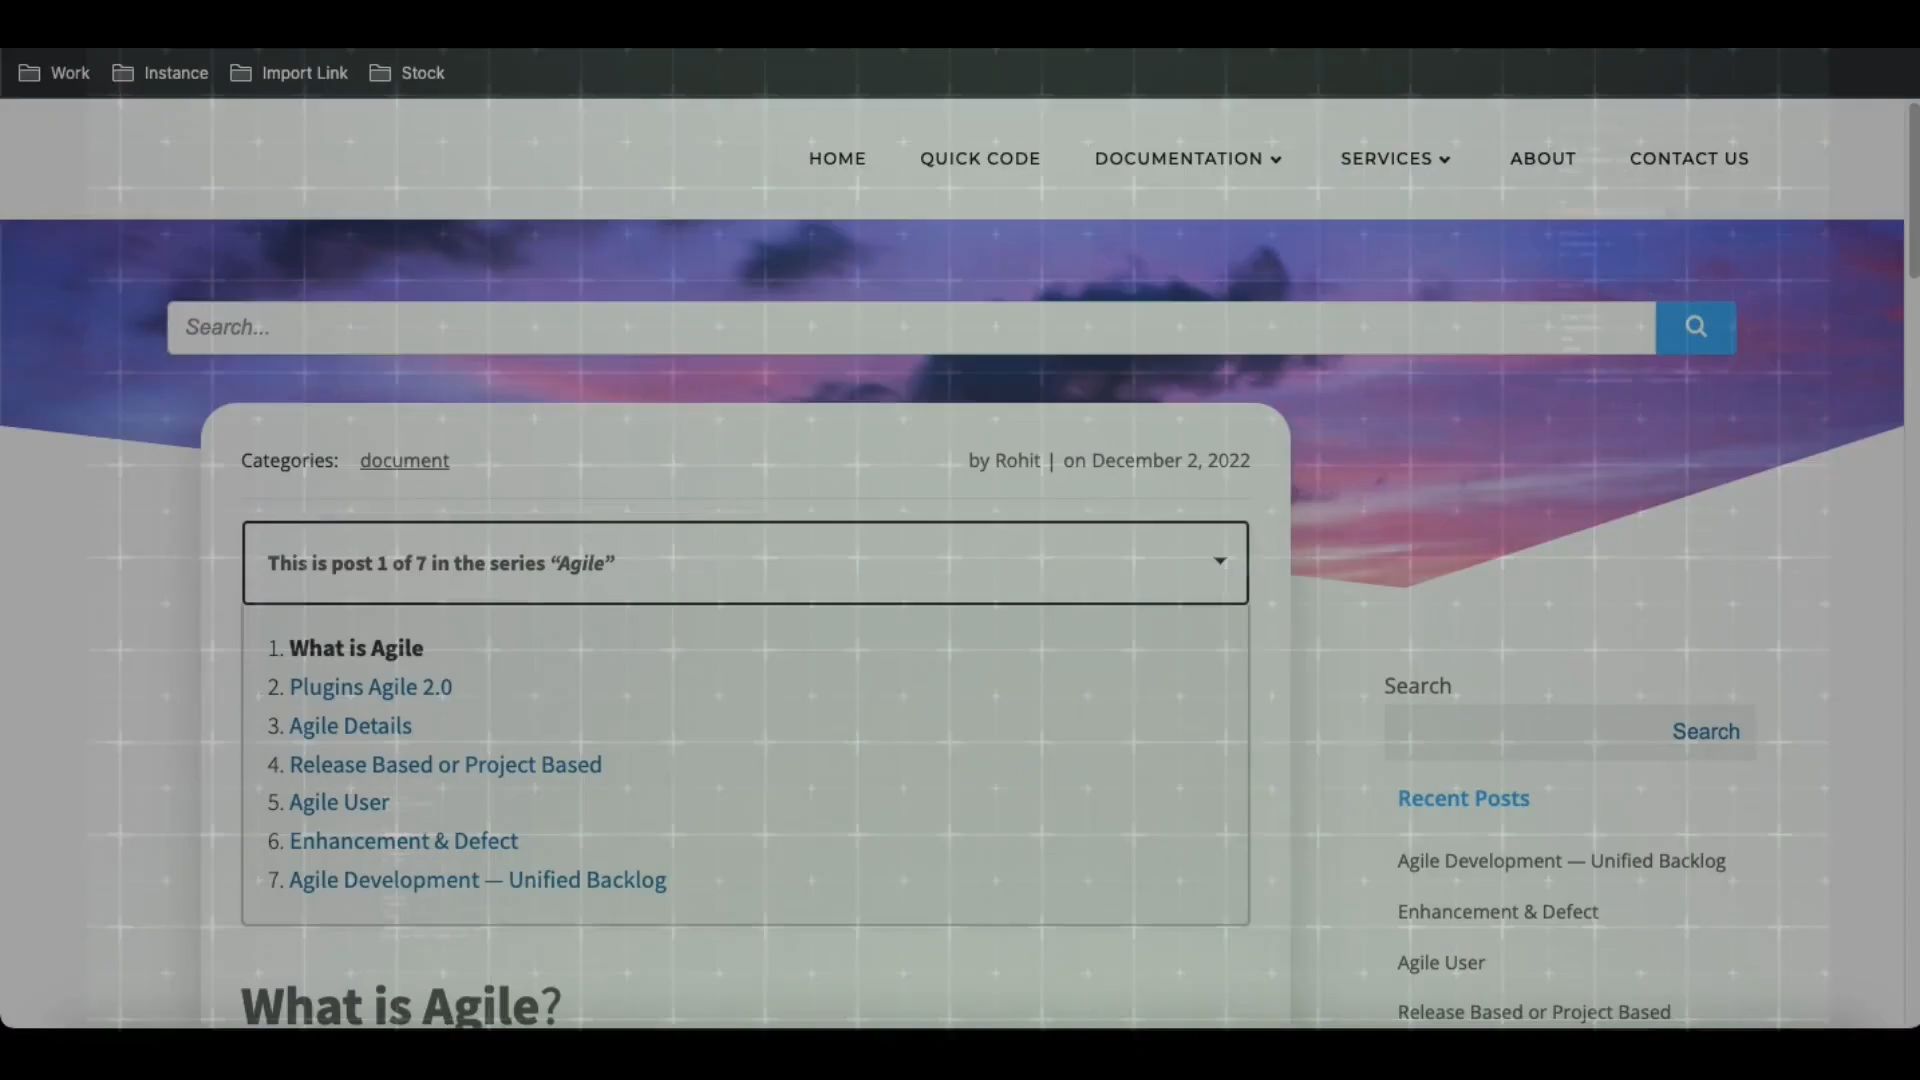 Work Instance Import Link Stock
HOME QUICK CODE DOCUMENTATION SERVICES ABOUT CONTACT US
Search...
Categories: document by Rohit | on December 2, 2022
This is post 1 of 7 in the series “Agile”
1. What is Agile
2. Plugins Agile 2.0
3. Agile Details
4. Release Based or Project Based
5. Agile User
6. Enhancement & Defect
7. Agile Development — Unified Backlog
What is Agile?
Search
Search
Recent Posts
Agile Development — Unified Backlog
Enhancement & Defect
Agile User
Release Based or Project Based